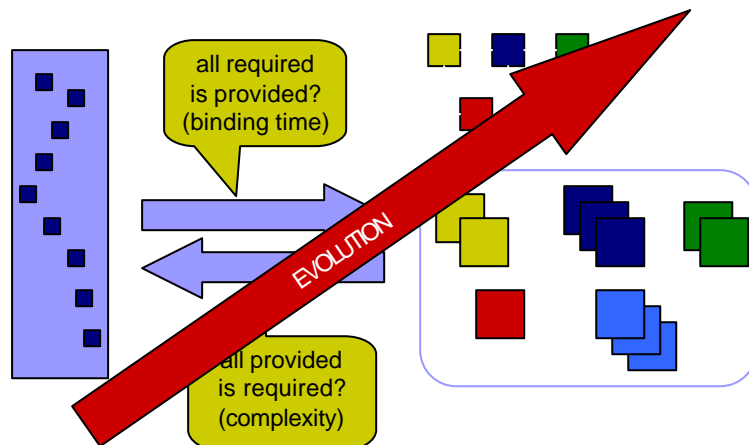 all required
is provided?
(binding time)
EVOLUTION
all provided
is required?
(complexity)